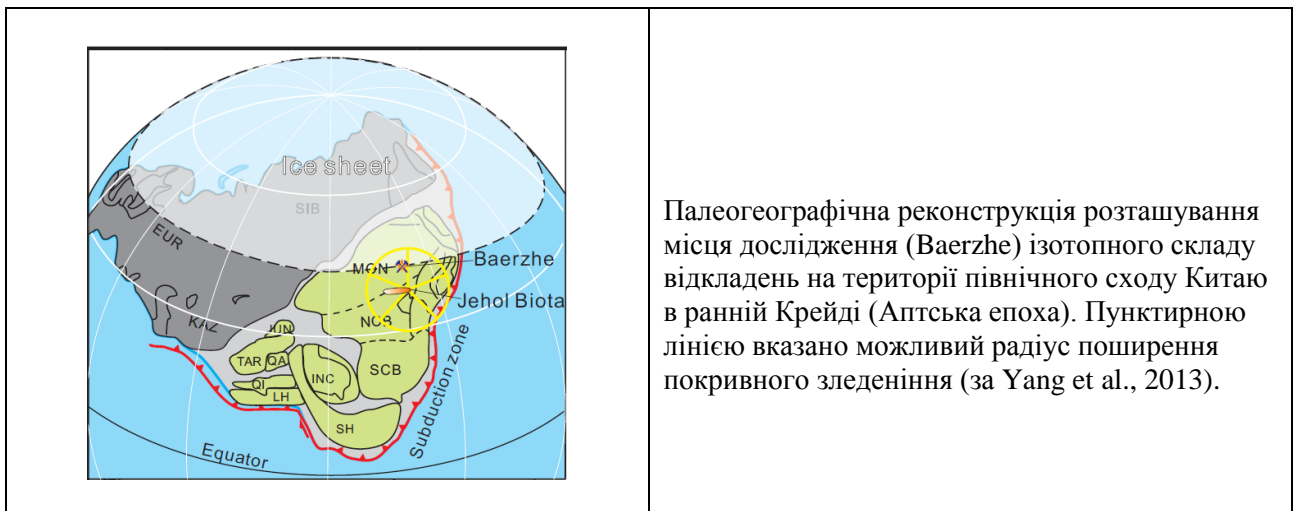 Ice sheet
SIB
EUR
MON
Baerzhe
Jehol Biota
NCB
KAZ
JUN
TAR
QA
QI
INC
SCB
LH
SH
Subduction zone
Equator
Палеогеографічна реконструкція розташування
місця дослідження (Baerzhe) ізотопного складу
відкладень на території північного сходу Китаю
в ранній Крейді (Аптська епоха). Пунктирною
лінією вказано можливий радіус поширення
покривного зледеніння (за Yang et al., 2013).